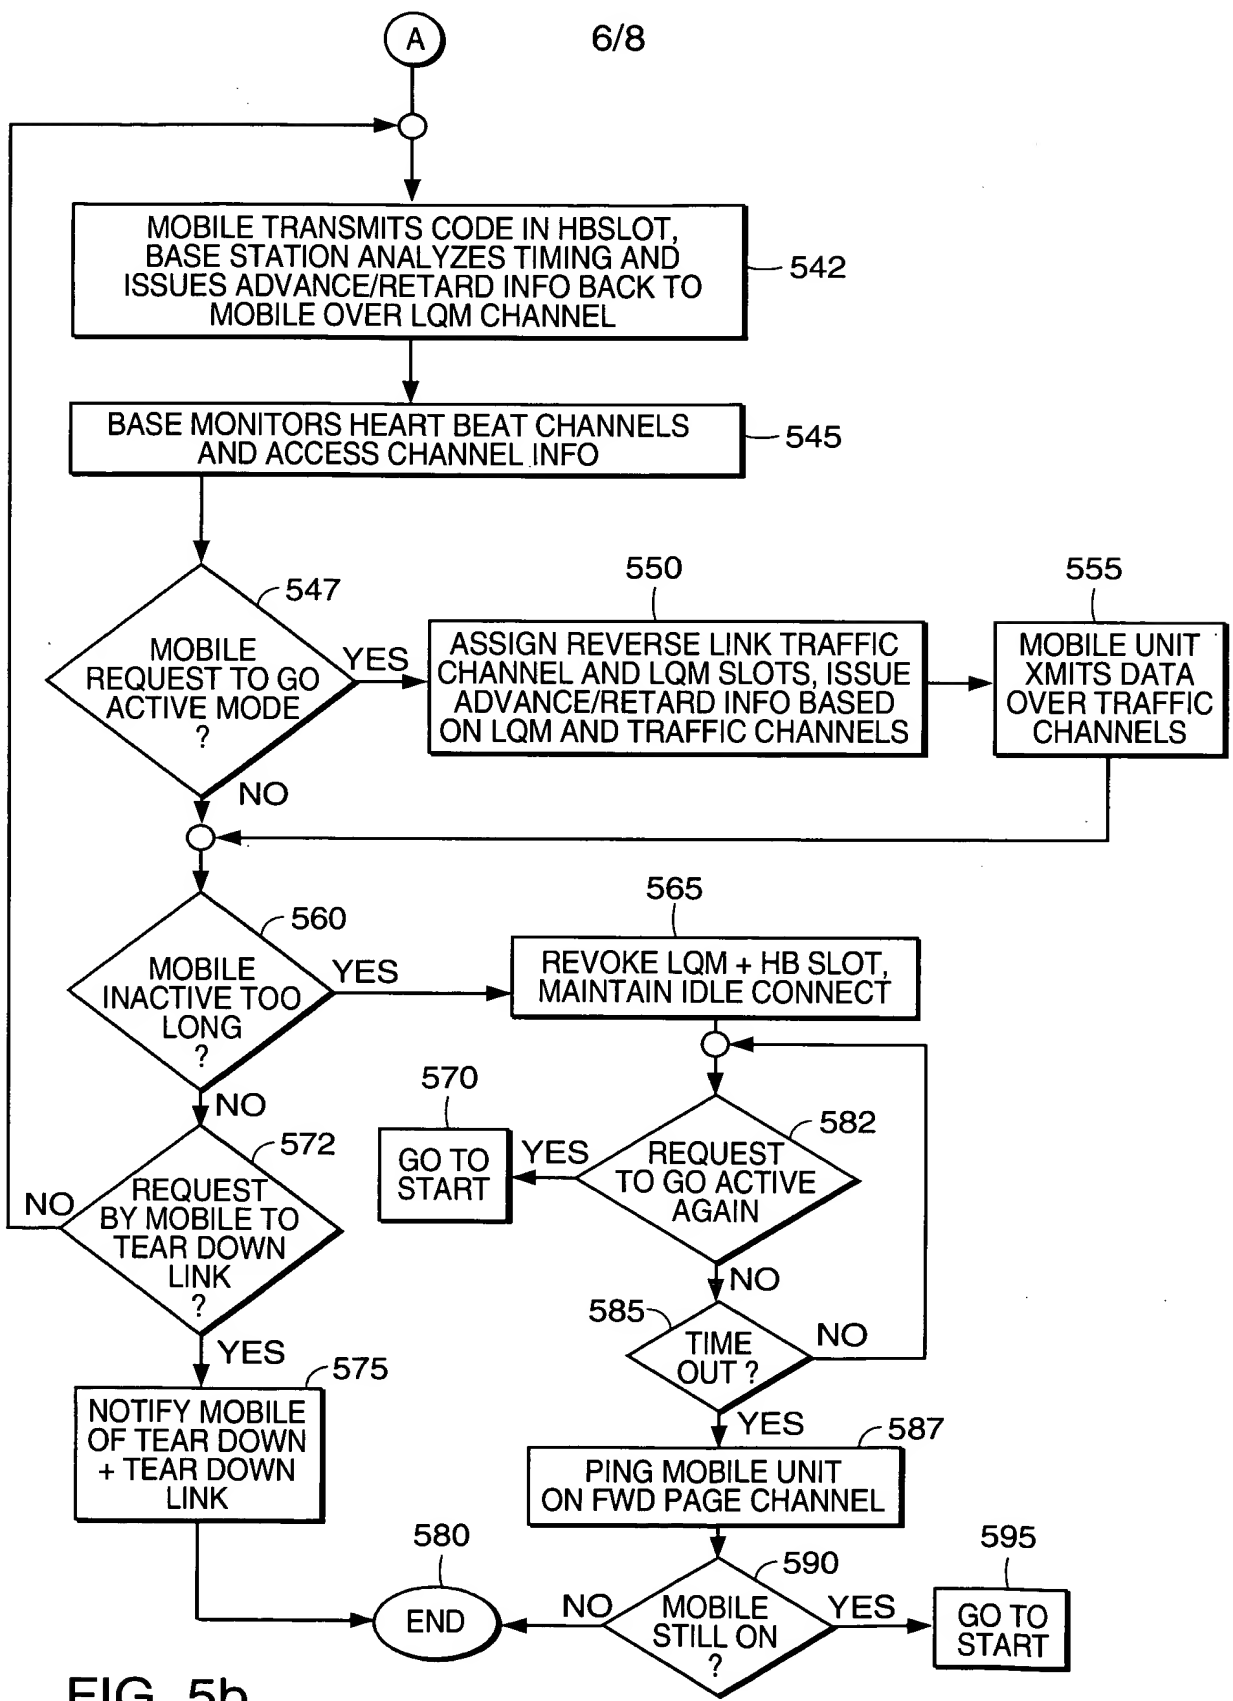 A
6/8
MOBILE TRANSMITS CODE IN HBSLOT,
BASE STATION ANALYZES TIMING AND
ISSUES ADVANCE/RETARD INFO BACK TO
MOBILE OVER LQM CHANNEL
542
BASE MONITORS HEART BEAT CHANNELS
AND ACCESS CHANNEL INFO
545
547
MOBILE
REQUEST TO GO
ACTIVE MODE
?
YES
NO
550
ASSIGN REVERSE LINK TRAFFIC
CHANNEL AND LQM SLOTS, ISSUE
ADVANCE/RETARD INFO BASED
ON LQM AND TRAFFIC CHANNELS
555
MOBILE UNIT
XMITS DATA
OVER TRAFFIC
CHANNELS
560
MOBILE
INACTIVE TOO
LONG
?
YES
NO
565
REVOKE LQM + HB SLOT,
MAINTAIN IDLE CONNECT
570
GO TO
START
YES
582
REQUEST
TO GO ACTIVE
AGAIN
NO
572
NO
REQUEST
BY MOBILE TO
TEAR DOWN
LINK
?
YES
585
TIME
OUT ?
NO
YES
575
NOTIFY MOBILE
OF TEAR DOWN
+ TEAR DOWN
LINK
587
PING MOBILE UNIT
ON FWD PAGE CHANNEL
580
END
NO
590
MOBILE
STILL ON
?
YES
595
GO TO
START
FIG. 5b